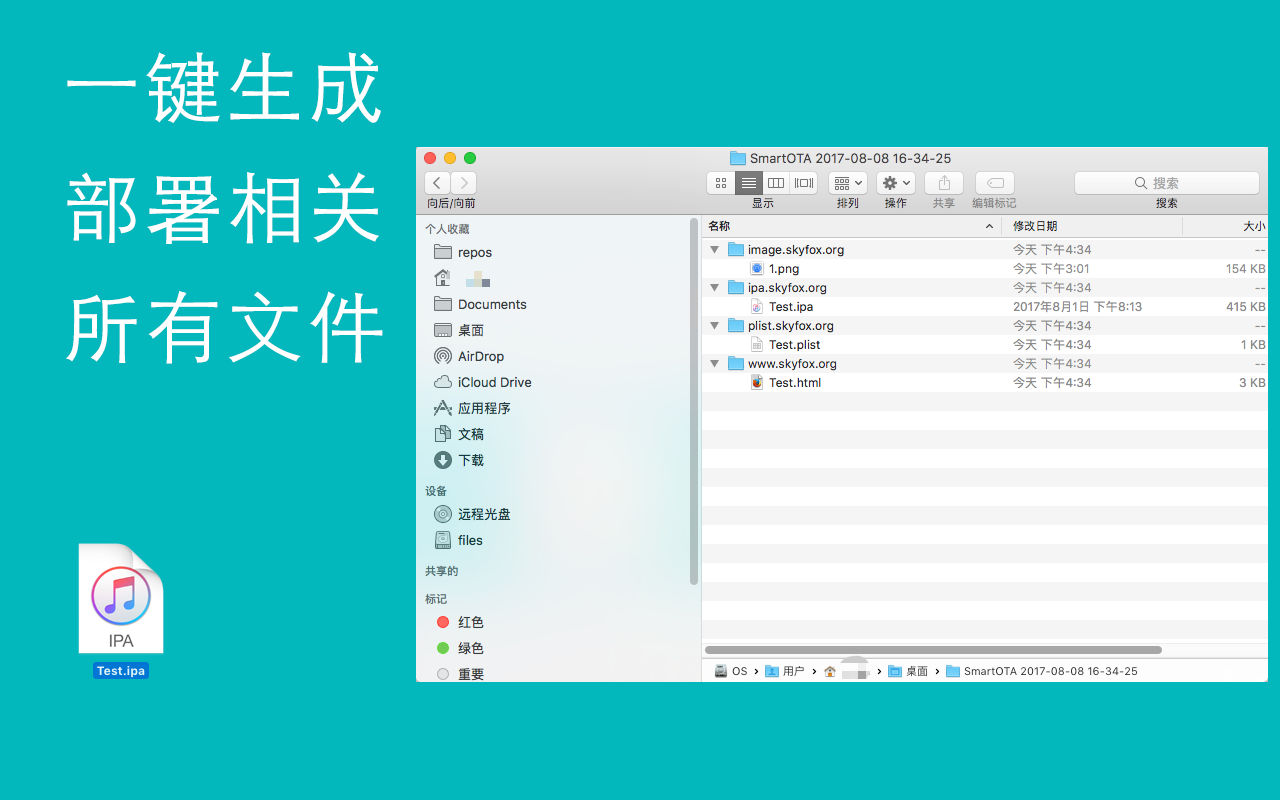 一键生成
部署相关
所有文件
IPA
Test.ipa
SmartOTA 2017-08-08 16-34-25
搜索
向后/向前 显示 排列 操作 共享 编辑标记 搜索
个人收藏
repos
Documents
桌面
AirDrop
iCloud Drive
应用程序
文稿
下载
设备
远程光盘
files
共享的
标记
红色
绿色
重要
名称 修改日期 大小
image.skyfox.org 今天 下午4:34 --
1.png 今天 下午3:01 154 KB
ipa.skyfox.org 今天 下午4:34 --
Test.ipa 2017年8月1日 下午8:13 415 KB
plist.skyfox.org 今天 下午4:34 --
Test.plist 今天 下午4:34 1 KB
www.skyfox.org 今天 下午4:34 --
Test.html 今天 下午4:34 3 KB
OS › 用户 › › 桌面 › SmartOTA 2017-08-08 16-34-25